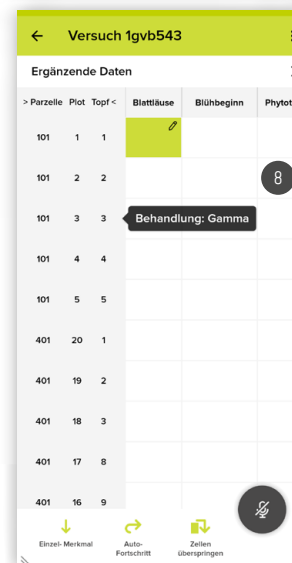 Versuch 1gvb543
Ergänzende Daten
> Parzelle Plot Topf < Blattläuse Blühbeginn Phytot
101 1 1
101 2 2
8
101 3 3 Behandlung: Gamma
101 4 4
101 5 5
401 20 1
401 19 2
401 18 3
401 17 8
401 16 9
Einzel- Merkmal
Auto-
Fortschritt
Zellen
überspringen